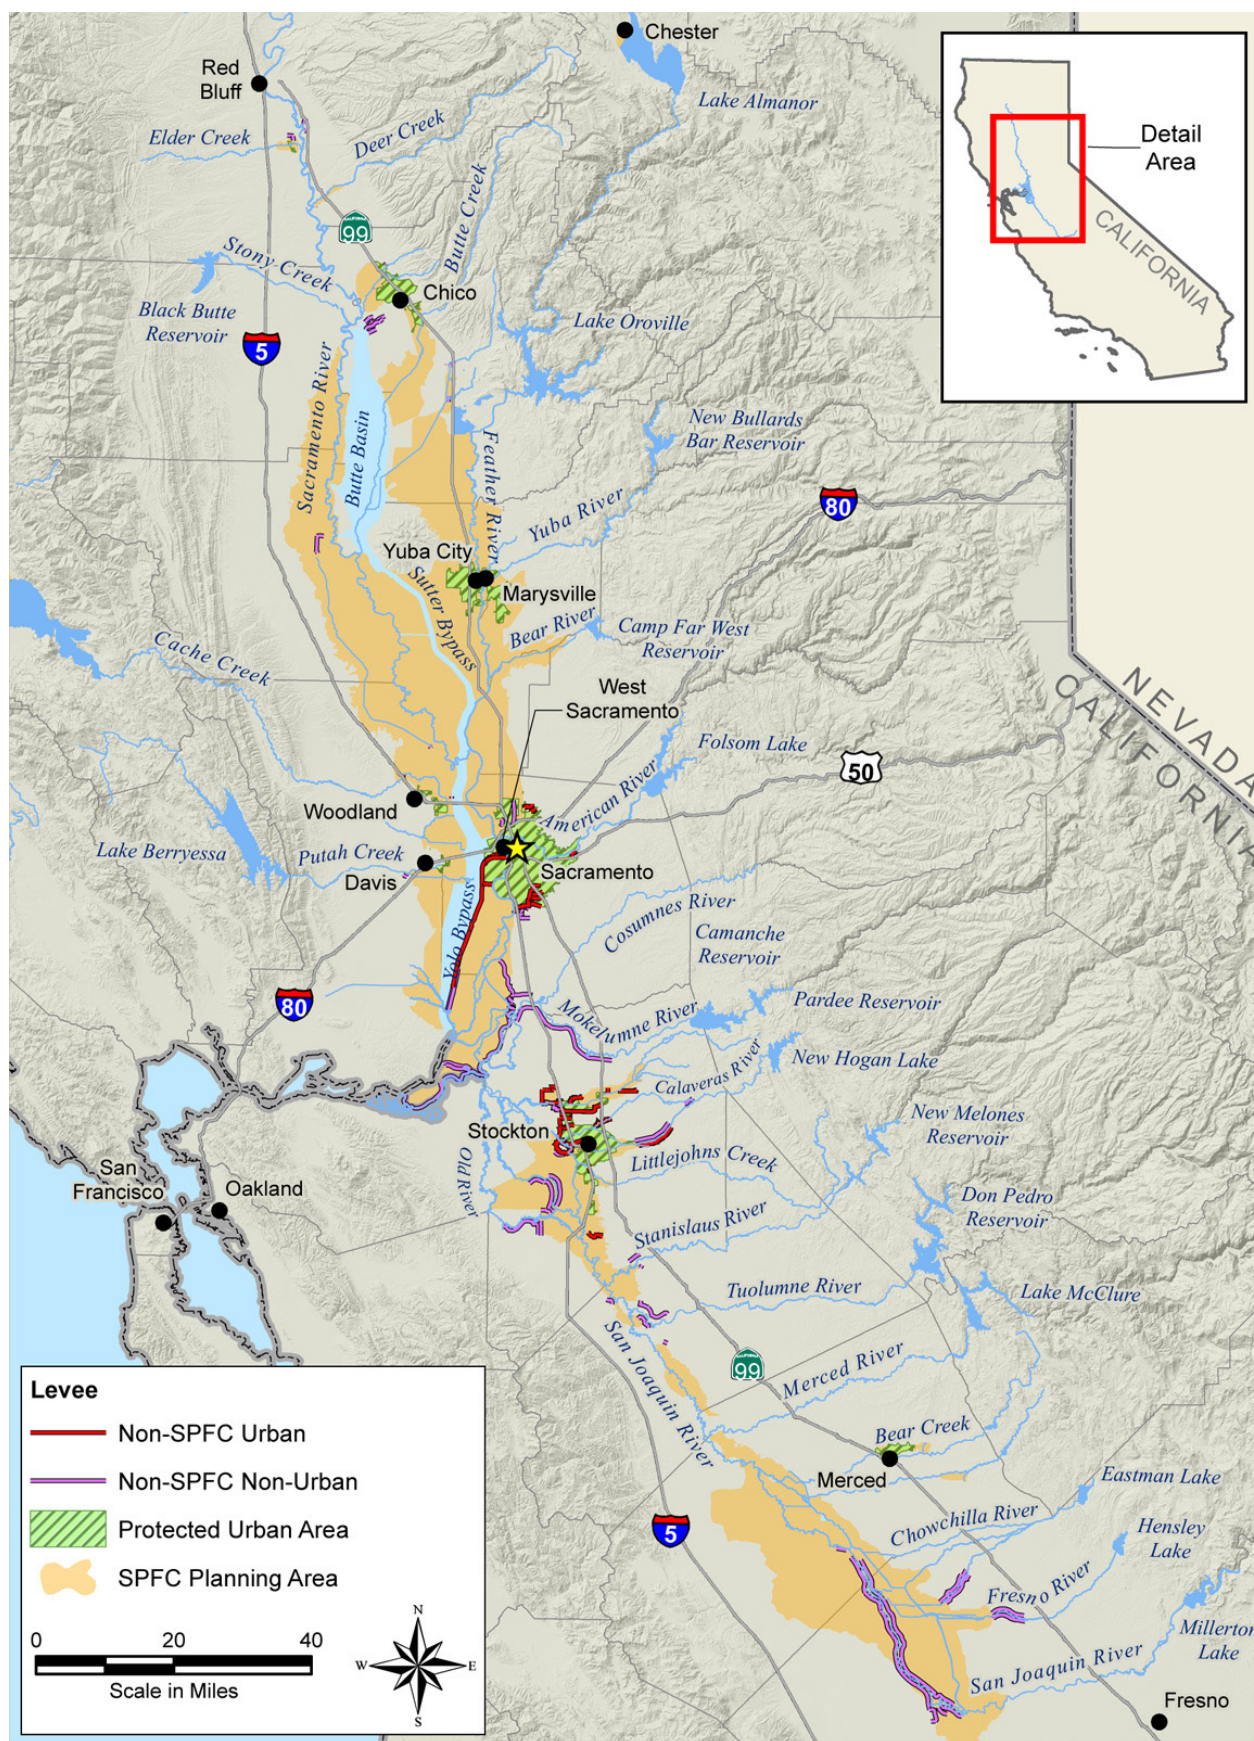 Chester
Red
Bluff
Lake Almanor
Elder Creek
Deer Creek
Detail
Area
CALIFORNIA
99
Butte Creek
Stony Creek
Chico
Black Butte
Reservoir
Lake Oroville
5
Sacramento River
Butte Basin
New Bullards
Bar Reservoir
Feather River
Yuba River
80
Yuba City
Marysville
Sutter Bypass
Bear River
Camp Far West
Reservoir
Cache Creek
West
Sacramento
NEVADA
CALIFORNIA
Folsom Lake
50
American River
Woodland
Lake Berryessa
Putah Creek
Davis
Sacramento
Yolo Bypass
Cosumnes River
Camanche
Reservoir
80
Mokelumne River
Pardee Reservoir
New Hogan Lake
Calaveras River
New Melones
Reservoir
Stockton
Littlejohns Creek
Old River
San
Francisco
Oakland
Don Pedro
Reservoir
Stanislaus River
Tuolumne River
Lake McClure
San Joaquin River
99
Merced River
Bear Creek
Merced
Eastman Lake
Chowchilla River
Hensley
Lake
5
Fresno River
Millerton
Lake
San Joaquin River
Fresno
Levee
Non-SPFC Urban
Non-SPFC Non-Urban
Protected Urban Area
SPFC Planning Area
0 20 40
Scale in Miles
N
W E
S